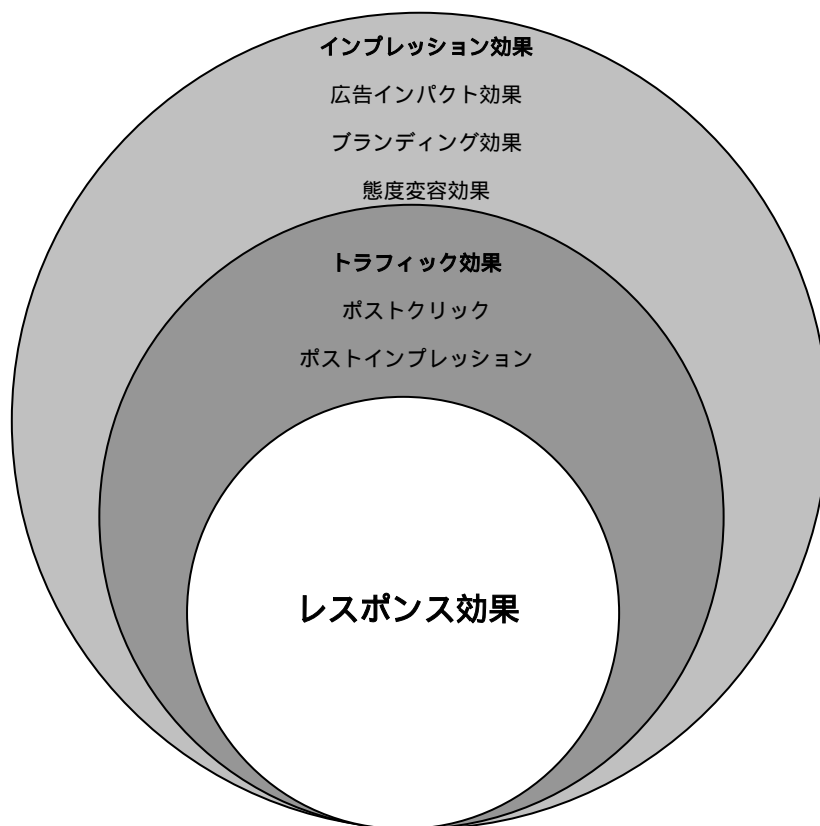 インプレッション効果
広告インパクト効果
ブランディング効果
態度変容効果
トラフィック効果
ポストクリック
ポストインプレッション
レスポンス効果